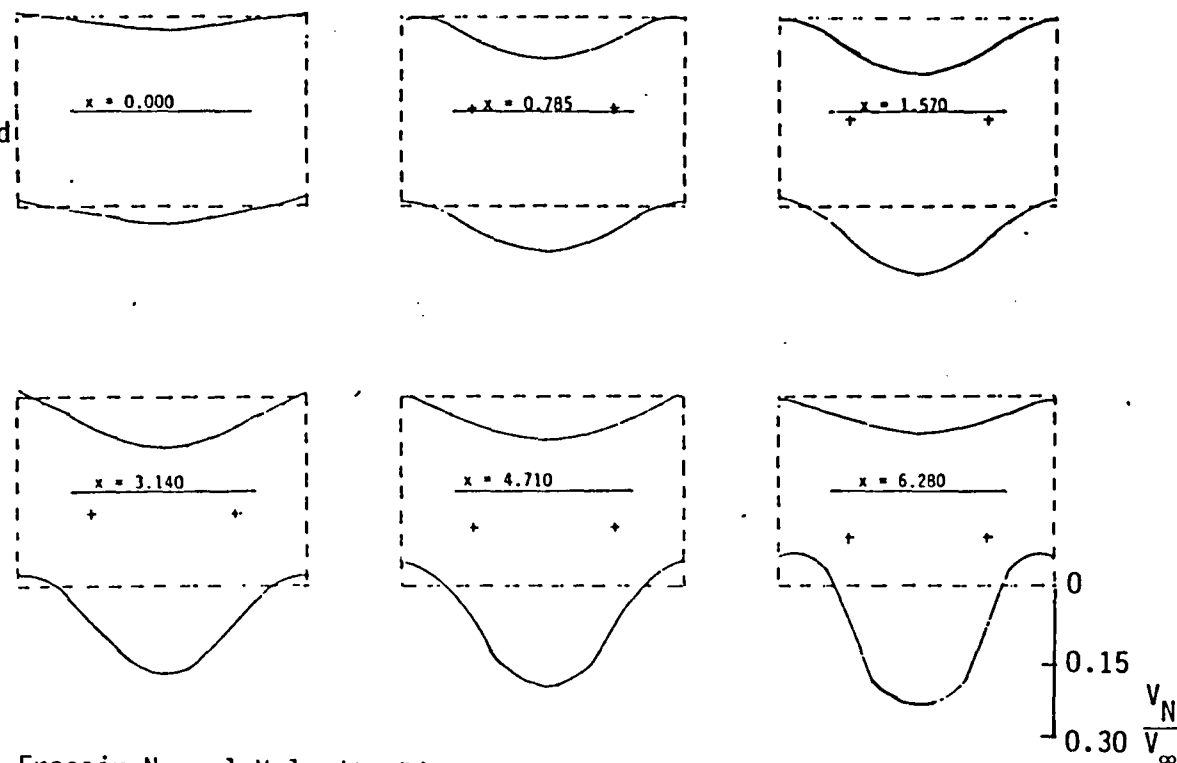 x = 0.000
x = 0.785
x = 1.570
d
x = 3.140
x = 4.710
x = 6.280
0
0.15
0.30
V_N
V_∞